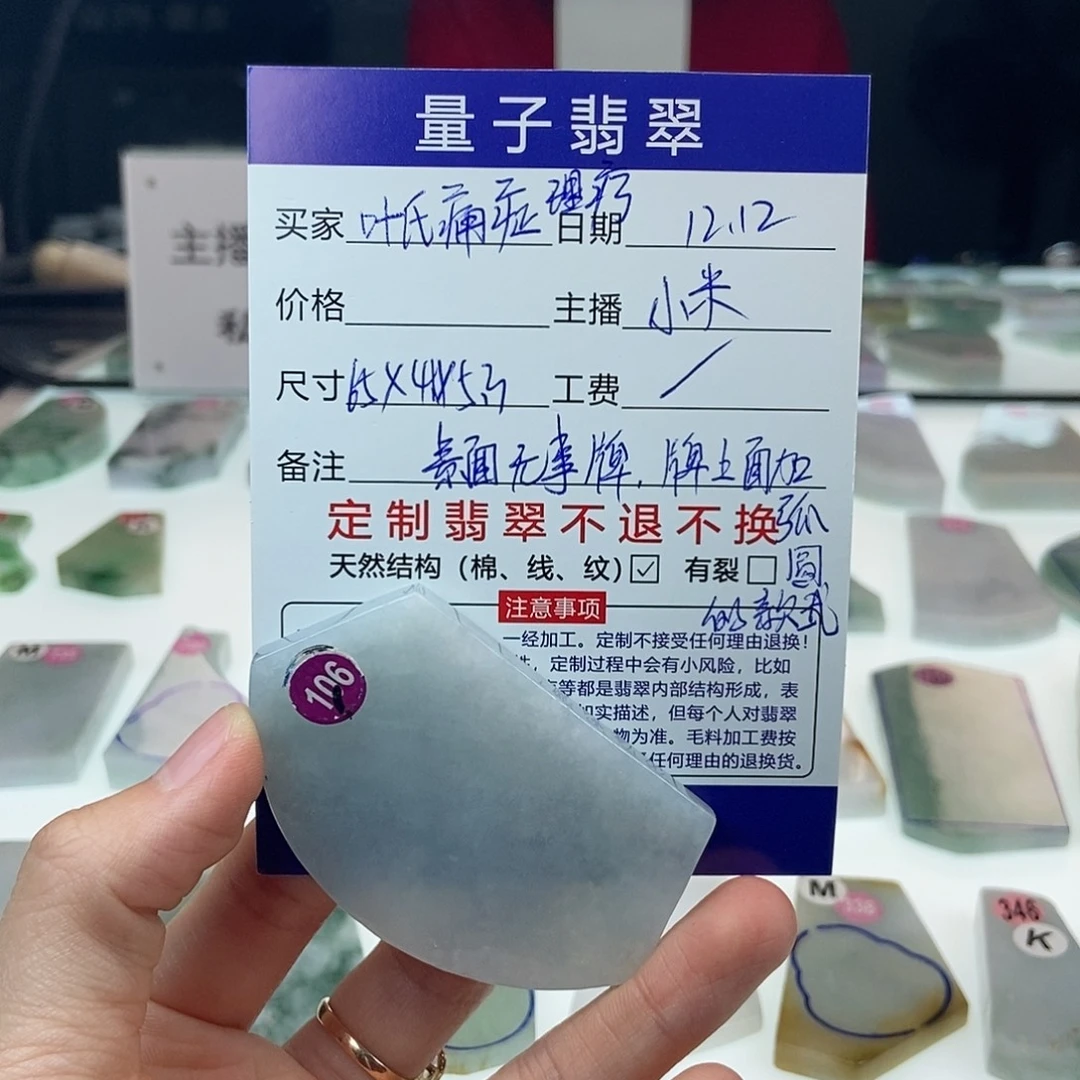 量子翡翠
买家 叶氏痛症理疗 日期 12.12
价格 主播 小米
尺寸 65X44X5 工费 /
备注 素面无事牌,牌上面加
弧
圆
的款式
定制翡翠不退不换
天然结构(棉、线、纹)☑ 有裂□
注意事项
一经加工。定制不接受任何理由退换!
,定制过程中会有小风险,比如
等都是翡翠内部结构形成,表
如实描述,但每个人对翡翠
物为准。毛料加工费按
任何理由的退换货。
106
主播
M
M
138
346
K